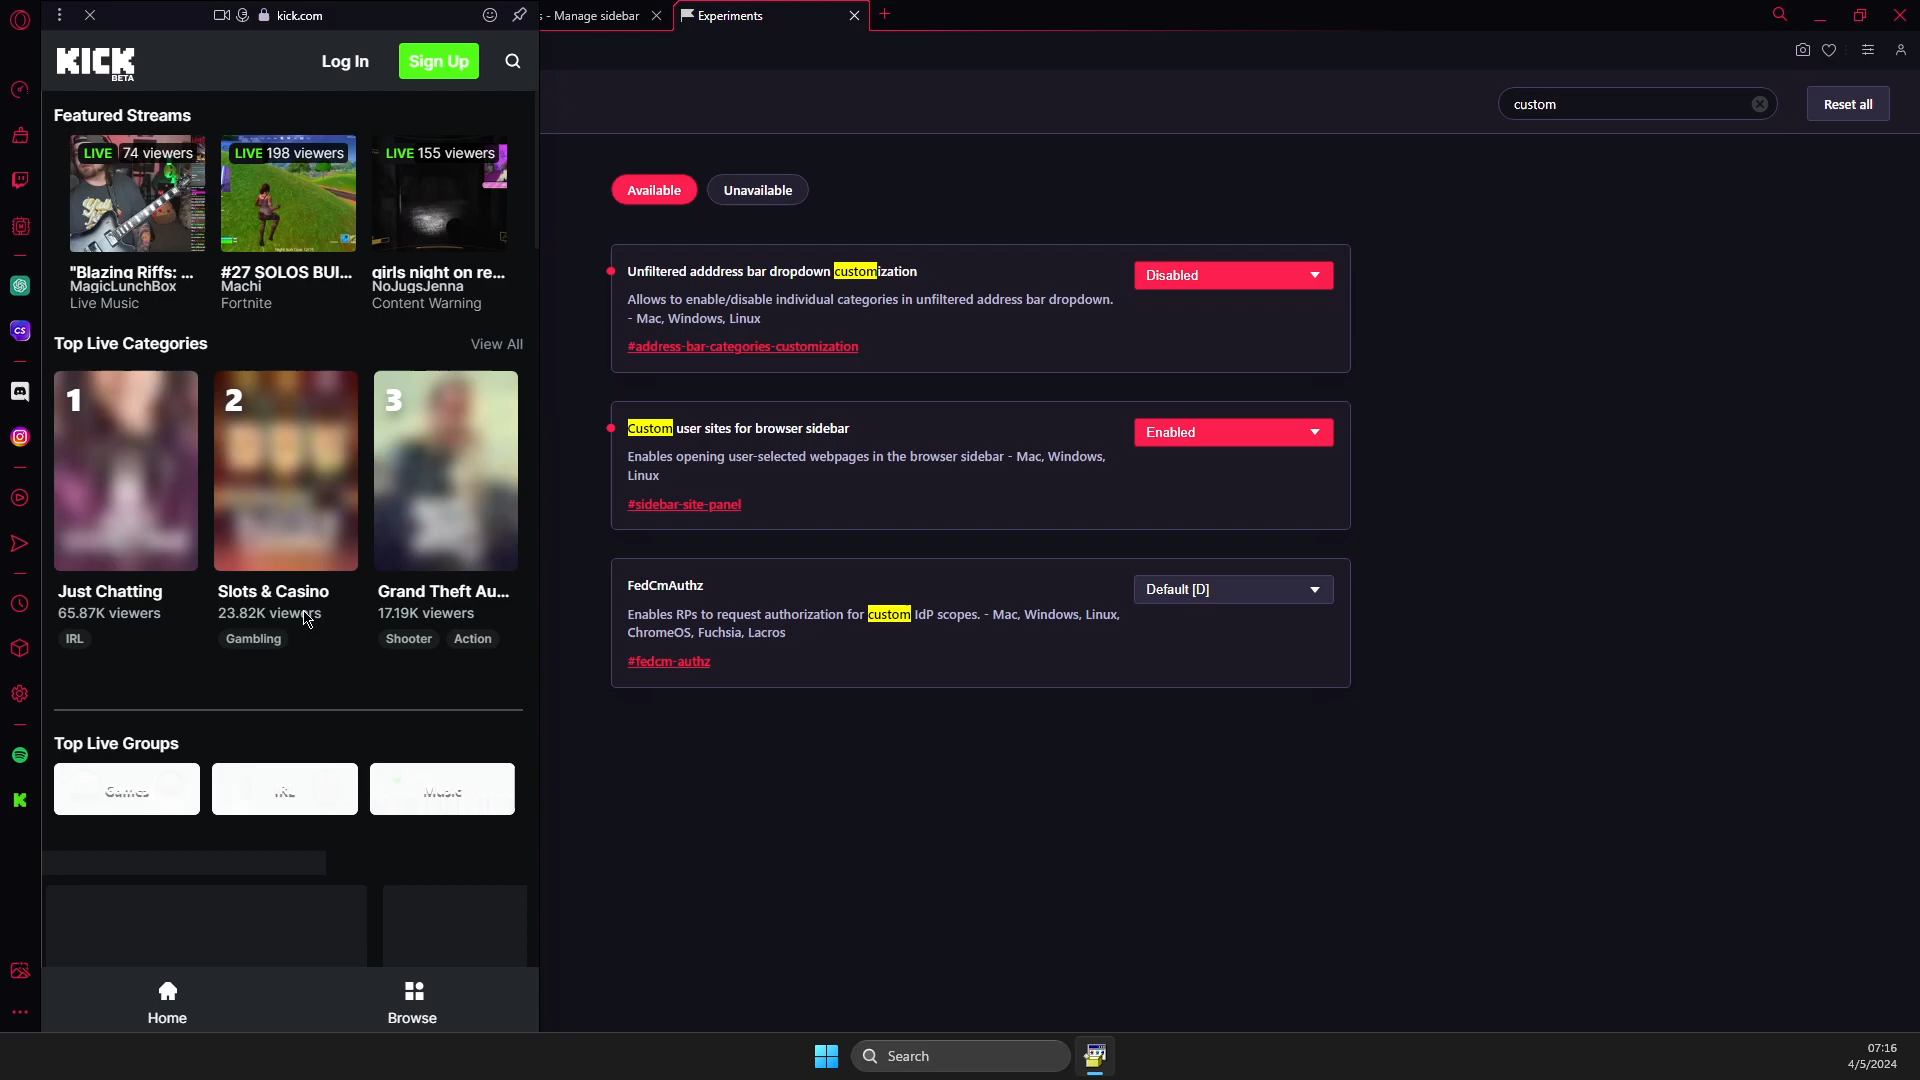 kick.com
s - Manage sidebar
Experiments
KICK
BETA
Log In
Sign Up
custom
Reset all
Featured Streams
LIVE 74 viewers
LIVE 198 viewers
LIVE 155 viewers
"Blazing Riffs: ...
MagicLunchBox
Live Music
#27 SOLOS BUI...
Machi
Fortnite
girls night on re...
NoJugsJenna
Content Warning
Top Live Categories
View All
1
2
3
Just Chatting
65.87K viewers
IRL
Slots & Casino
23.82K viewers
Gambling
Grand Theft Au...
17.19K viewers
Shooter
Action
Top Live Groups
Games
IRL
Music
Home
Browse
Available
Unavailable
Unfiltered adddress bar dropdown customization
Disabled
Allows to enable/disable individual categories in unfiltered address bar dropdown.
- Mac, Windows, Linux
#address-bar-categories-customization
Custom user sites for browser sidebar
Enabled
Enables opening user-selected webpages in the browser sidebar - Mac, Windows,
Linux
#sidebar-site-panel
FedCmAuthz
Default [D]
Enables RPs to request authorization for custom IdP scopes. - Mac, Windows, Linux,
ChromeOS, Fuchsia, Lacros
#fedcm-authz
CS
Search
07:16
4/5/2024